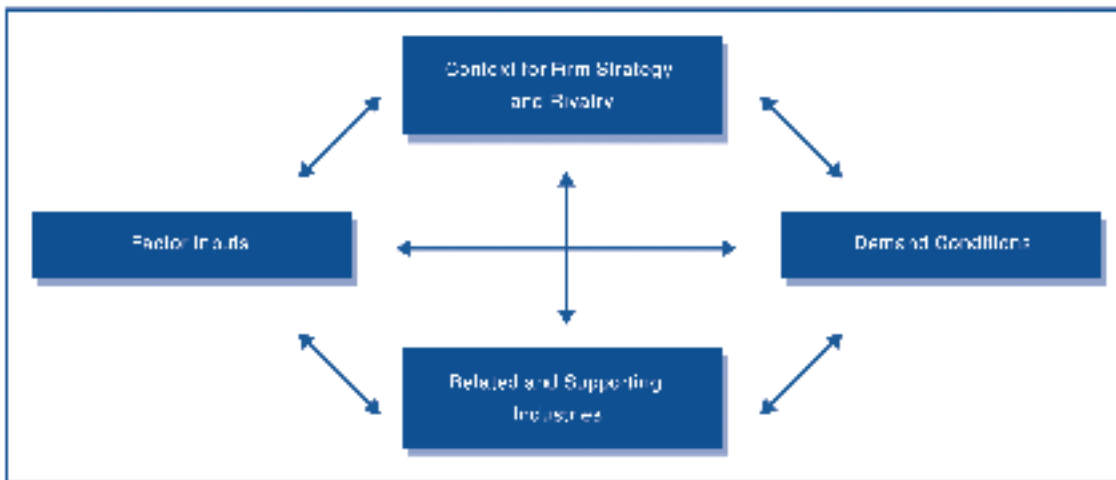 Context for Firm Strategy
and Rivalry
Factor Inputs
Demand Conditions
Related and Supporting
Industries